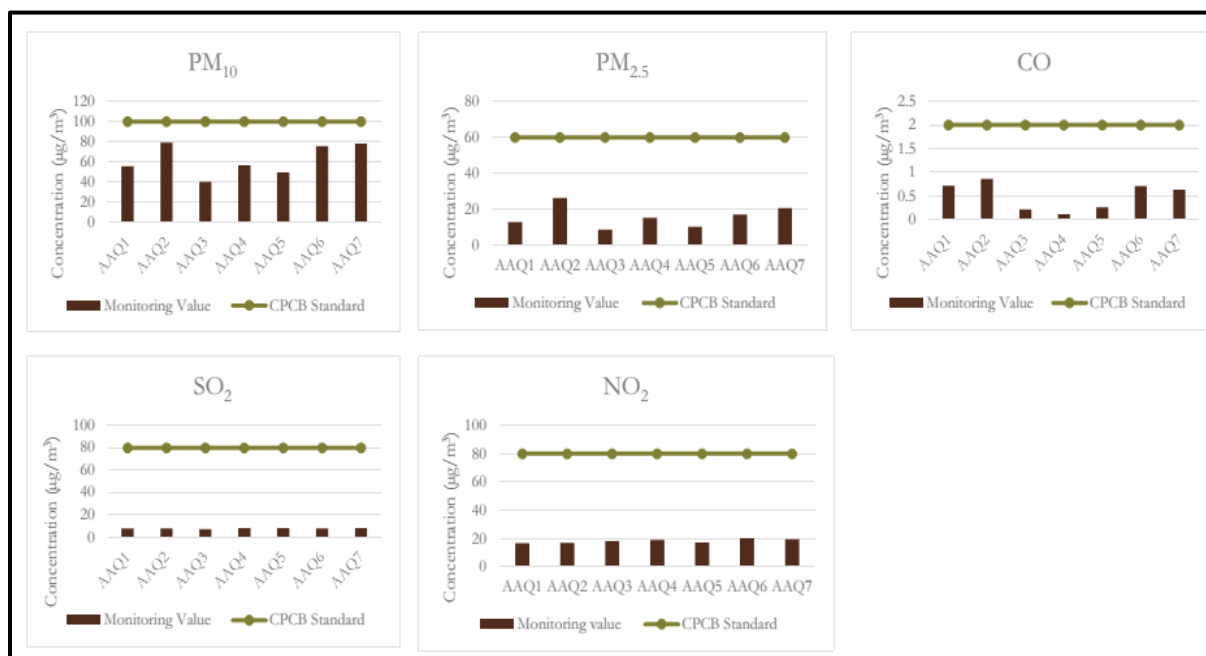 PM10
Concentration (μg/m³)
120
100
80
60
40
20
0
AAQ1 AAQ2 AAQ3 AAQ4 AAQ5 AAQ6 AAQ7
Monitoring Value CPCB Standard
PM2.5
Concentration (μg/m³)
80
60
40
20
0
AAQ1 AAQ2 AAQ3 AAQ4 AAQ5 AAQ6 AAQ7
Monitoring Value CPCB Standard
CO
Concentration (μg/m³)
2.5
2
1.5
1
0.5
0
AAQ1 AAQ2 AAQ3 AAQ4 AAQ5 AAQ6 AAQ7
Monitoring Value CPCB Standard
SO2
Concentration (μg/m³)
100
80
60
40
20
0
AAQ1 AAQ2 AAQ3 AAQ4 AAQ5 AAQ6 AAQ7
Monitoring Value CPCB Standard
NO2
Concentration (μg/m³)
100
80
60
40
20
0
AAQ1 AAQ2 AAQ3 AAQ4 AAQ5 AAQ6 AAQ7
Monitoring value CPCB Standard